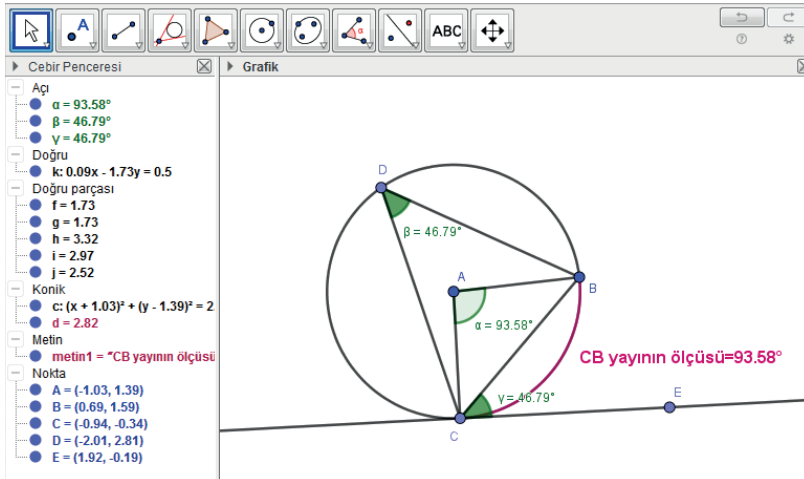 A
α
ABC
Cebir Penceresi
Grafik
Açı
α = 93.58°
β = 46.79°
γ = 46.79°
Doğru
k: 0.09x - 1.73y = 0.5
Doğru parçası
f = 1.73
g = 1.73
h = 3.32
i = 2.97
j = 2.52
Konik
c: (x + 1.03)² + (y - 1.39)² = 2
d = 2.82
Metin
metin1 = "CB yayının ölçüsü
Nokta
A = (-1.03, 1.39)
B = (0.69, 1.59)
C = (-0.94, -0.34)
D = (-2.01, 2.81)
E = (1.92, -0.19)
D
β = 46.79°
A
B
α = 93.58°
CB yayının ölçüsü=93.58°
γ = 46.79°
E
C